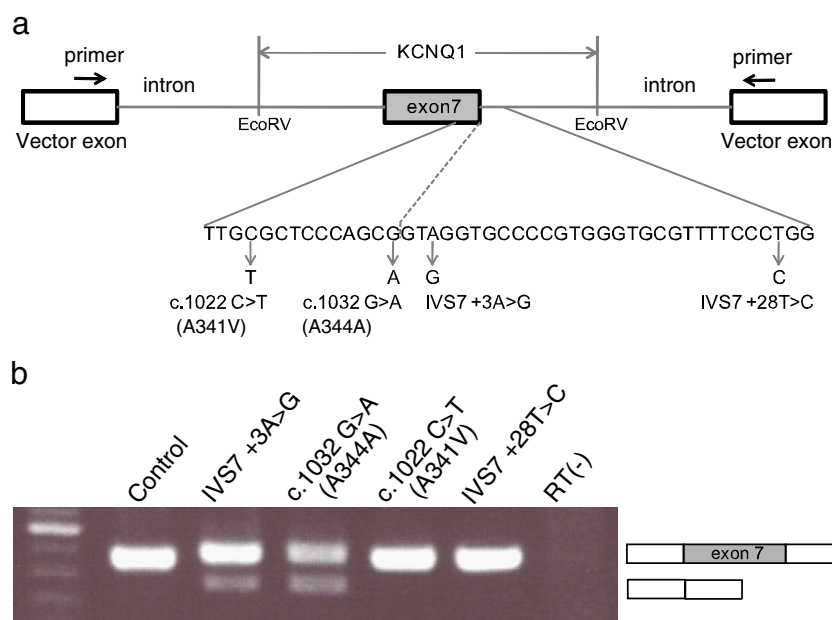 a
primer
KCNQ1
primer
intron
intron
exon7
EcoRV
EcoRV
Vector exon
Vector exon
TTGCGCTCCCAGCGGTAGGTGCCCCGTGGGTGCGTTTTCCCTGG
T
A
G
C
c.1022 C>T
(A341V)
c.1032 G>A
(A344A)
IVS7 +3A>G
IVS7 +28T>C
b
Control
IVS7 +3A>G
c.1032 G>A
(A344A)
c.1022 C>T
(A341V)
IVS7 +28T>C
RT(-)
exon 7